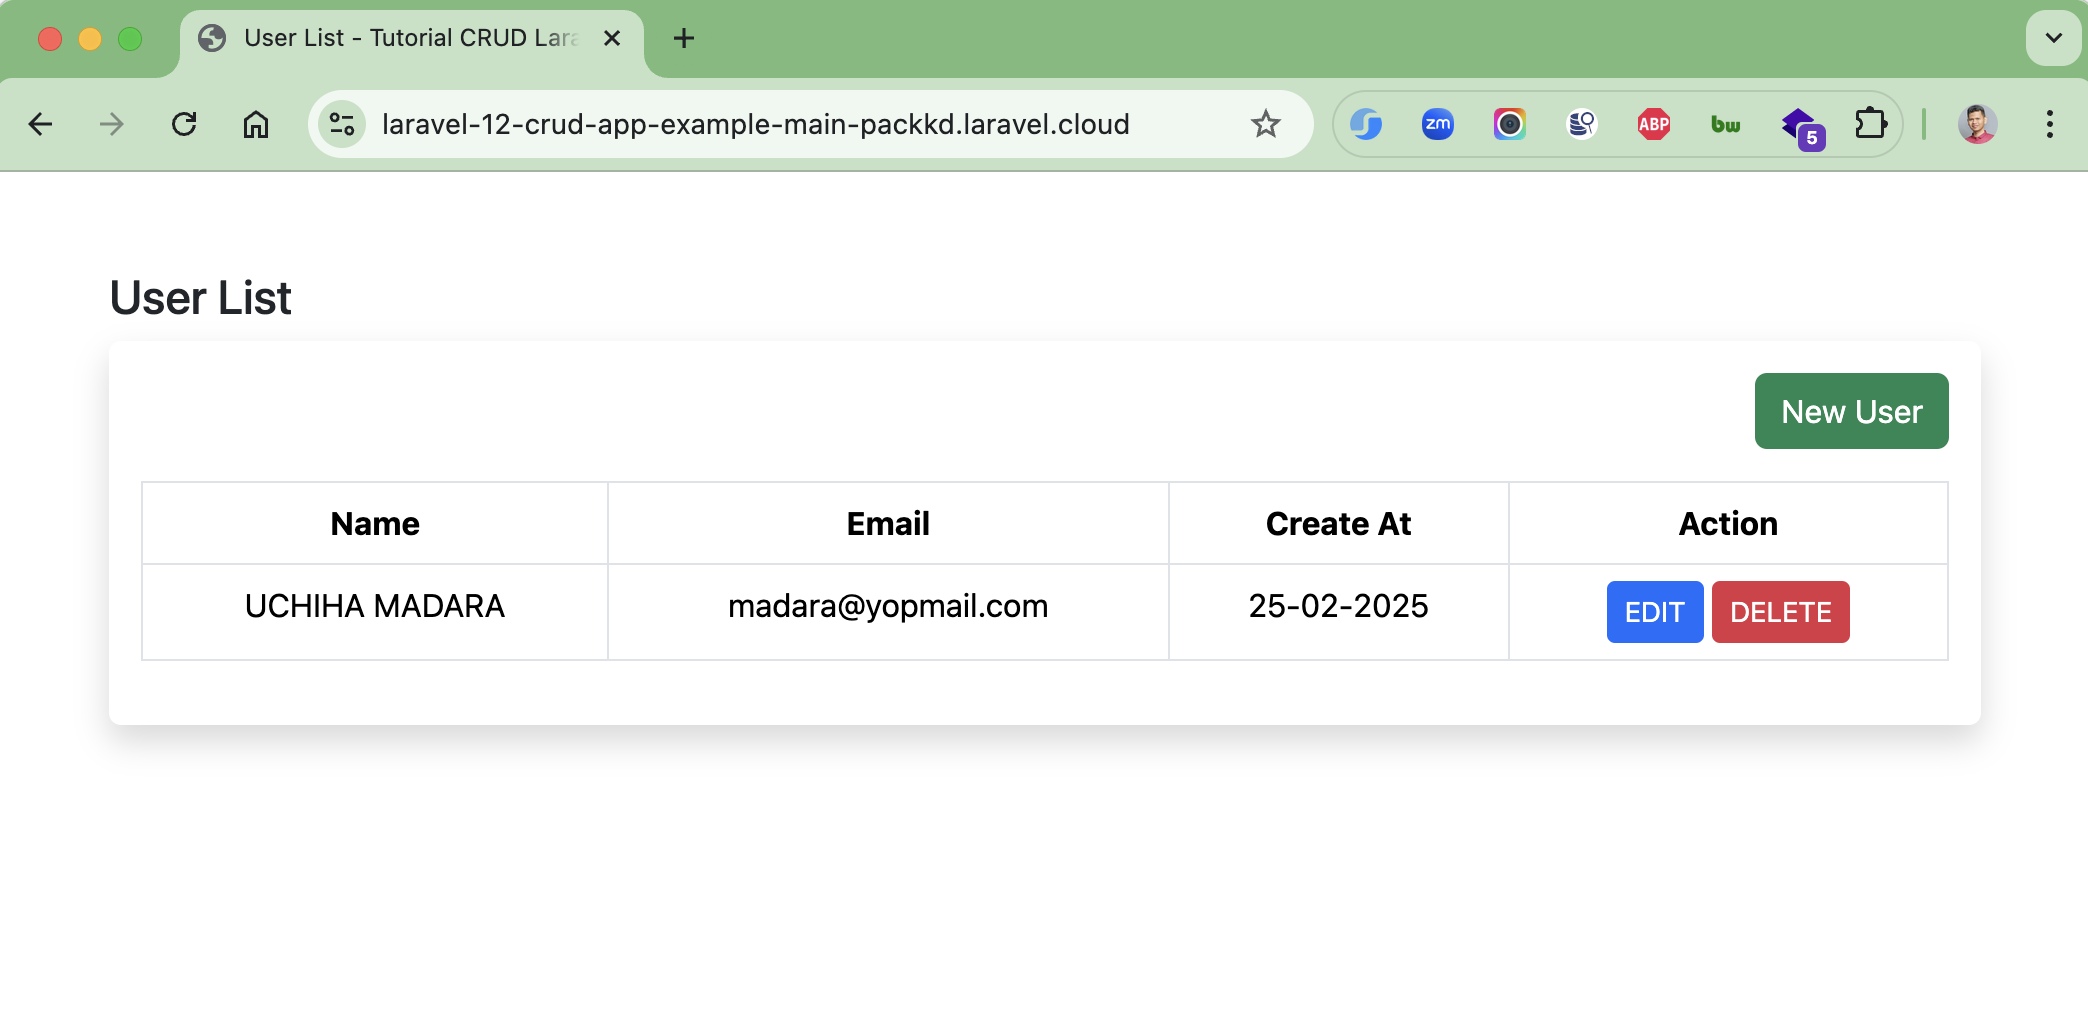 User List - Tutorial CRUD Lara
laravel-12-crud-app-example-main-packkd.laravel.cloud
zm
ABP
bw
5
User List
New User
Name Email Create At Action
UCHIHA MADARA madara@yopmail.com 25-02-2025 EDIT DELETE